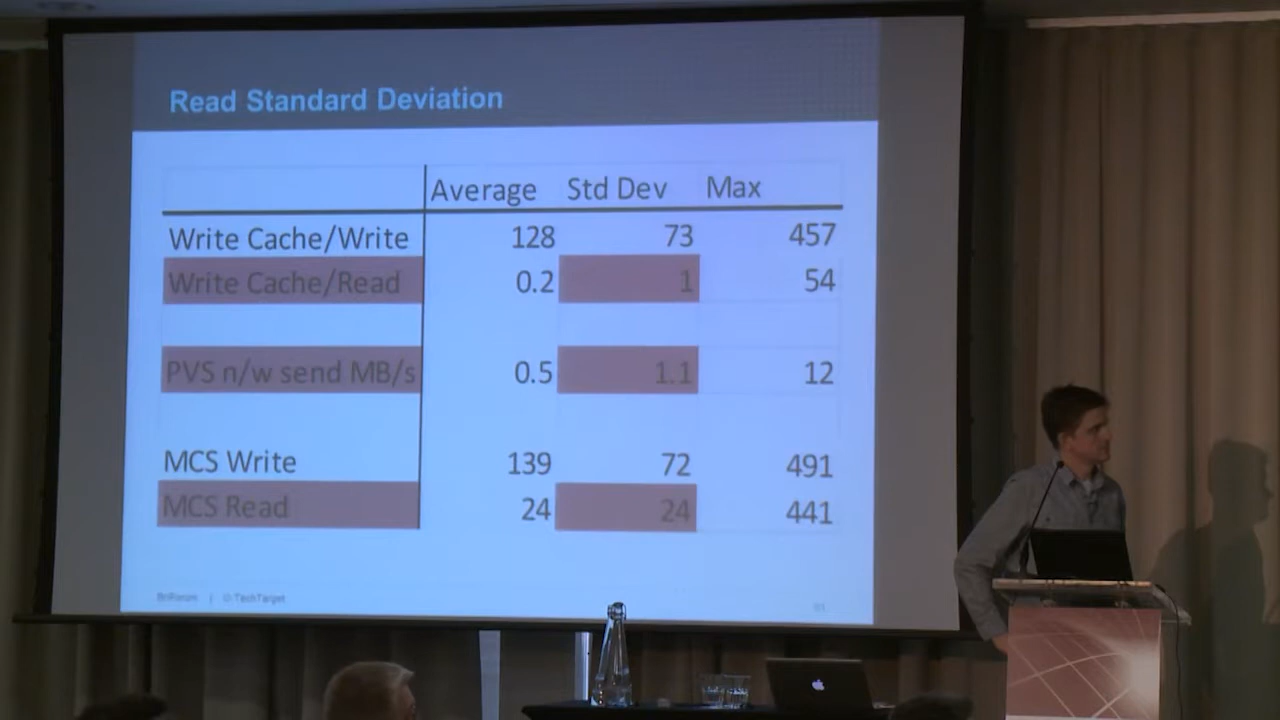 Read Standard Deviation
Average Std Dev Max
Write Cache/Write 128 73 457
Write Cache/Read 0.2 1 54
PVS n/w send MB/s 0.5 1.1 12
MCS Write 139 72 491
MCS Read 24 24 441
BriForum | © TechTarget